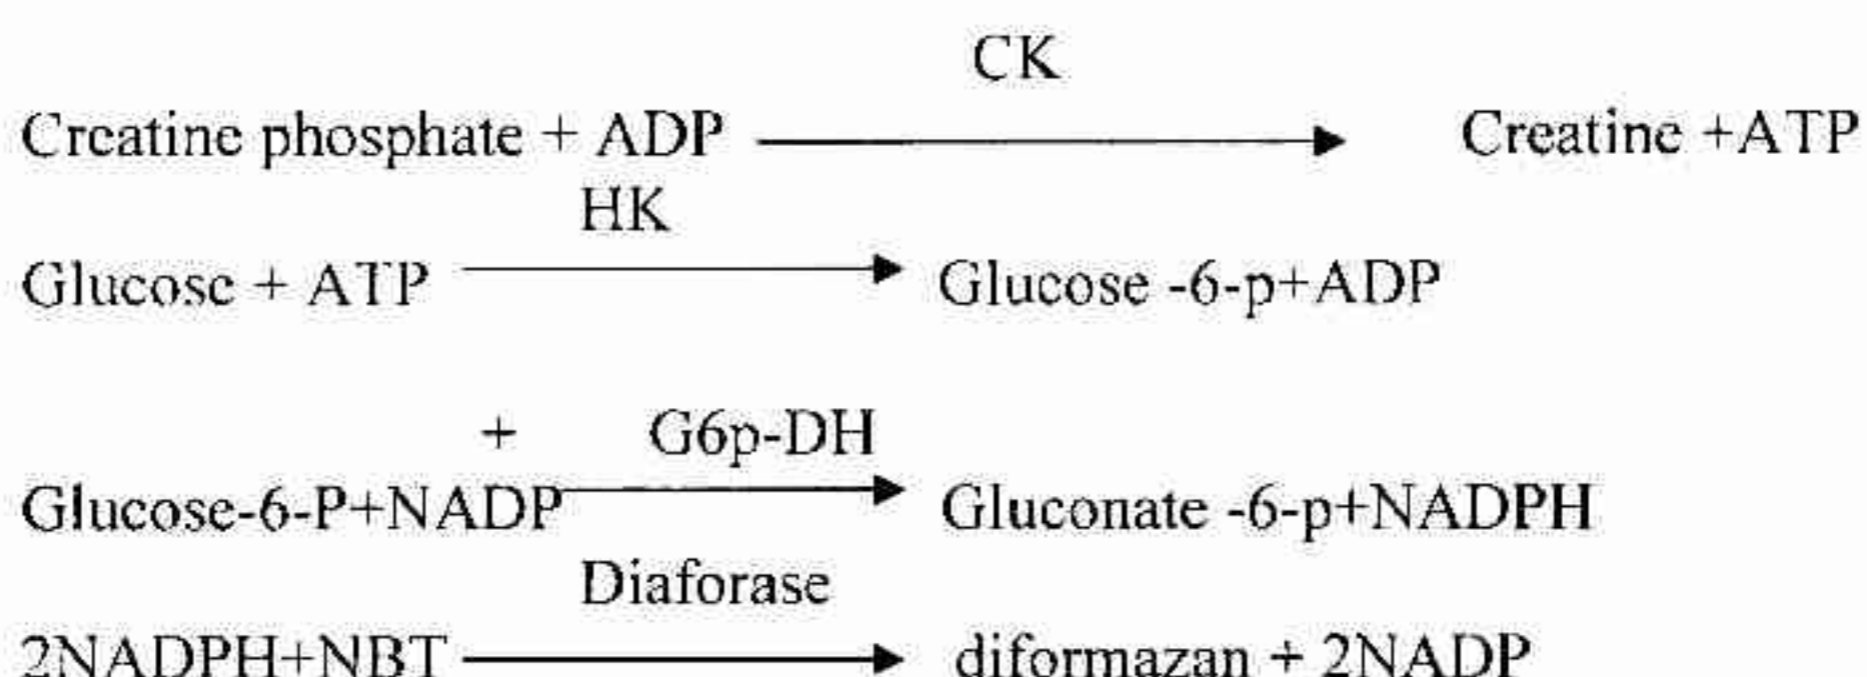 CK
Creatine phosphate + ADP Creatine +ATP
HK
Glucose + ATP Glucose -6-p+ADP
+ G6p-DH
Glucose-6-P+NADP Gluconate -6-p+NADPH
Diaforase
2NADPH+NBT diformazan + 2NADP